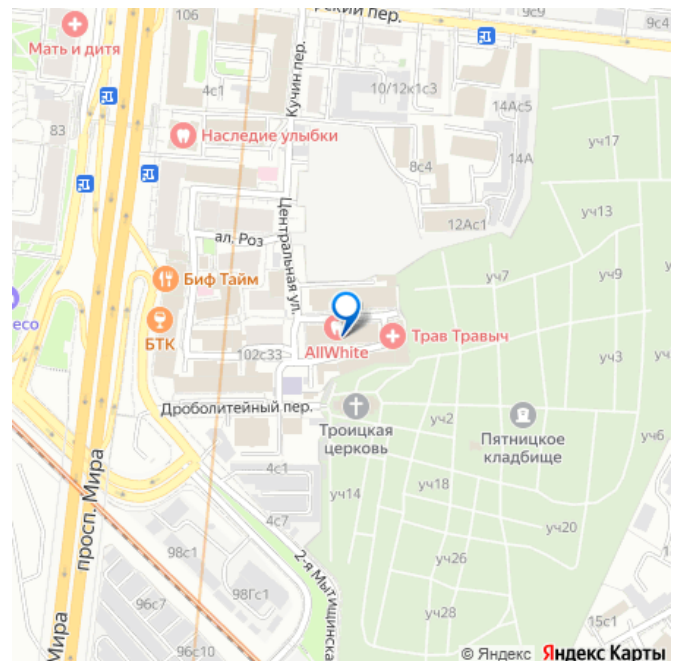 106
9с9
9с4
Мать и дитя
ский пер.
4с1
Кучин пер.
10/12к1с3
14Ас5
83
Наследие улыбки
уч17
14А
8с4
Центральная ул.
12Ас1
уч13
ал. Роз
Биф Тайм
уч7
уч9
есо
БТК
AllWhite
Трав Травыч
102с33
уч3
Дроболитейный пер.
Троицкая
церковь
уч2
Пятницкое
кладбище
уч6
просп. Мира
4с1
уч14
уч18
4с7
уч20
98с1
2-я Мытищинская
уч26
96с7
98Гс1
уч28
15с1
Мира
96с10
© Яндекс Яндекс Карты